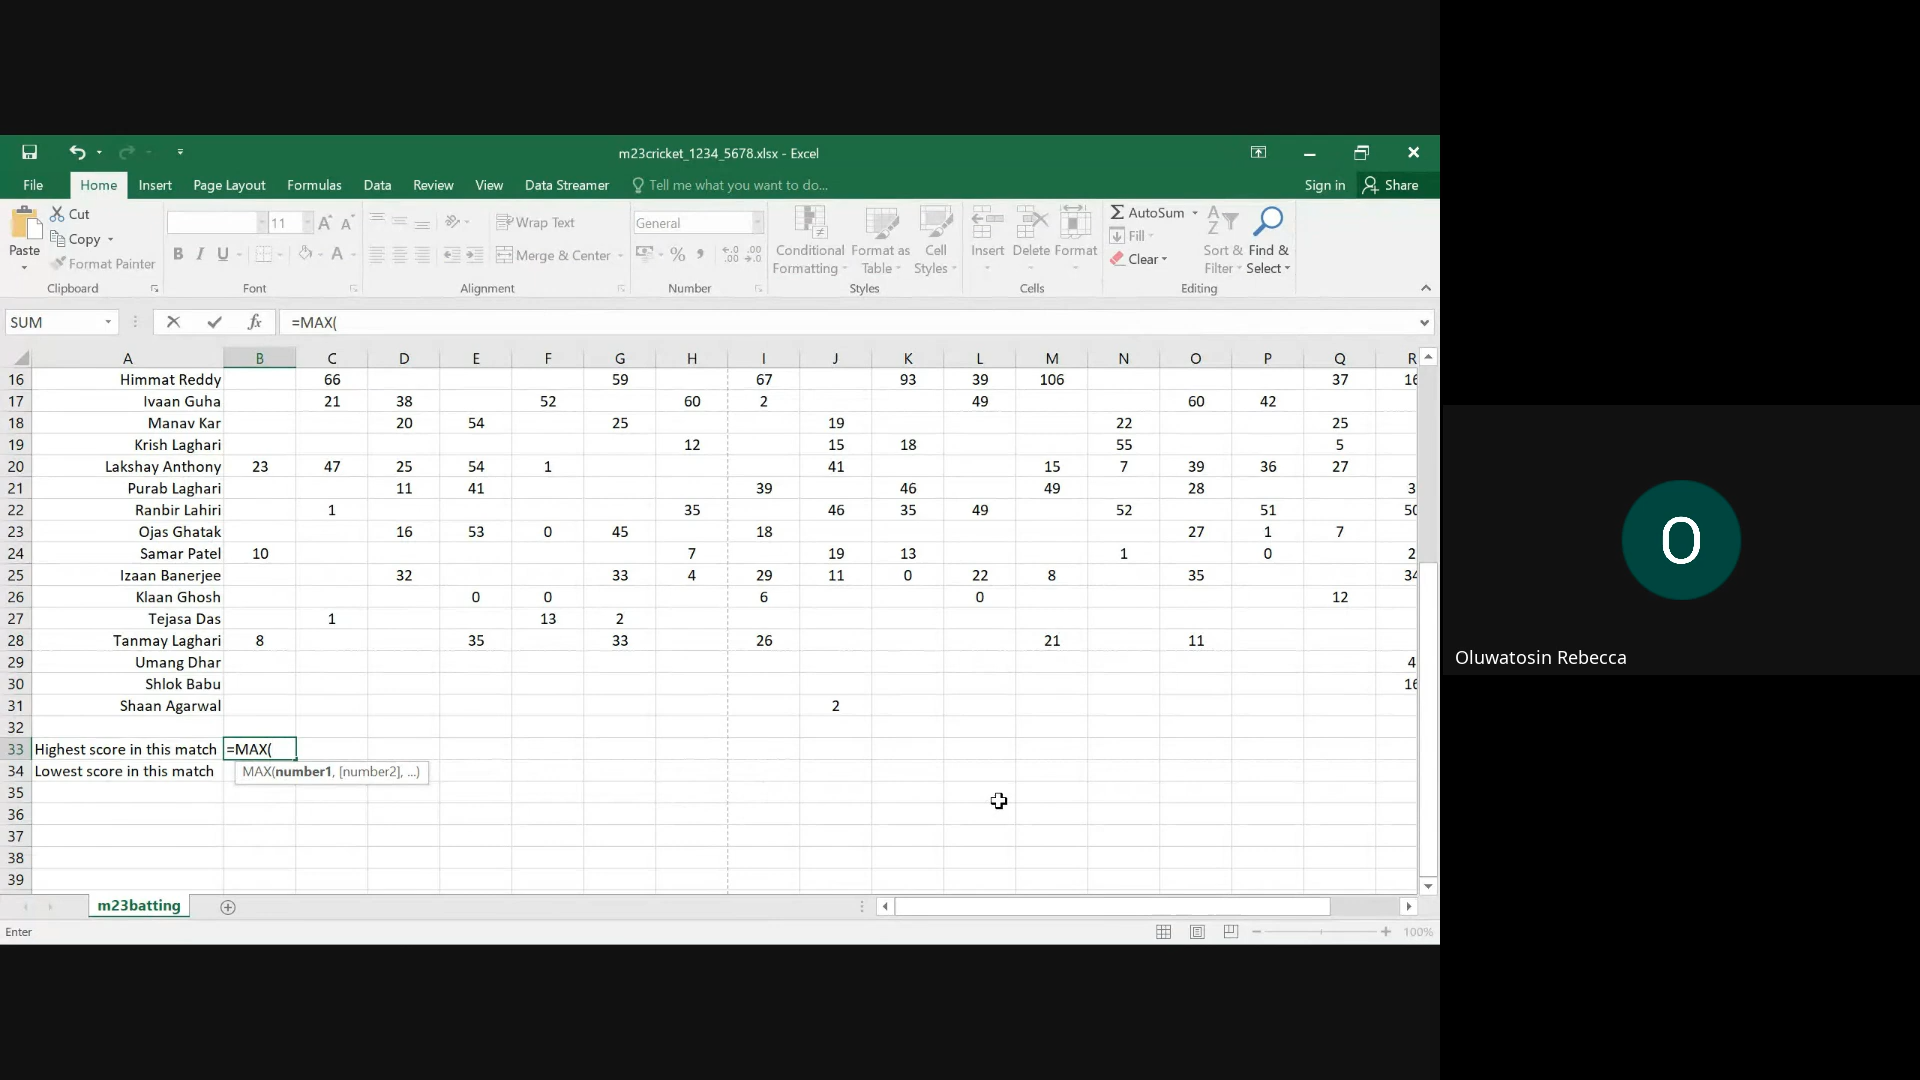 m23cricket_1234_5678.xlsx - Excel
File Home Insert Page Layout Formulas Data Review View Data Streamer Tell me what you want to do... Sign in Share
Paste Cut Copy Format Painter Clipboard
11 A A B I U A Font
Wrap Text Merge & Center Alignment
General % , .0 .00 .00 .0 Number
Conditional Formatting Format as Table Cell Styles Styles
Insert Delete Format Cells
AutoSum Fill Clear Sort & Filter Find & Select Editing
SUM fx =MAX(
A B C D E F G H I J K L M N O P Q R
16 Himmat Reddy 66 59 67 93 39 106 37 16
17 Ivaan Guha 21 38 52 60 2 49 60 42
18 Manav Kar 20 54 25 19 22 25
19 Krish Laghari 12 15 18 55 5
20 Lakshay Anthony 23 47 25 54 1 41 15 7 39 36 27
21 Purab Laghari 11 41 39 46 49 28 3
22 Ranbir Lahiri 1 35 46 35 49 52 51 50
23 Ojas Ghatak 16 53 0 45 18 27 1 7
24 Samar Patel 10 7 19 13 1 0 2
25 Izaan Banerjee 32 33 4 29 11 0 22 8 35 34
26 Klaan Ghosh 0 0 6 0 12
27 Tejasa Das 1 13 2
28 Tanmay Laghari 8 35 33 26 21 11
29 Umang Dhar 4
30 Shlok Babu 16
31 Shaan Agarwal 2
32
33 Highest score in this match =MAX(
34 Lowest score in this match MAX(number1, [number2], ...)
35
36
37
38
39
m23batting
Enter 100%
O
Oluwatosin Rebecca